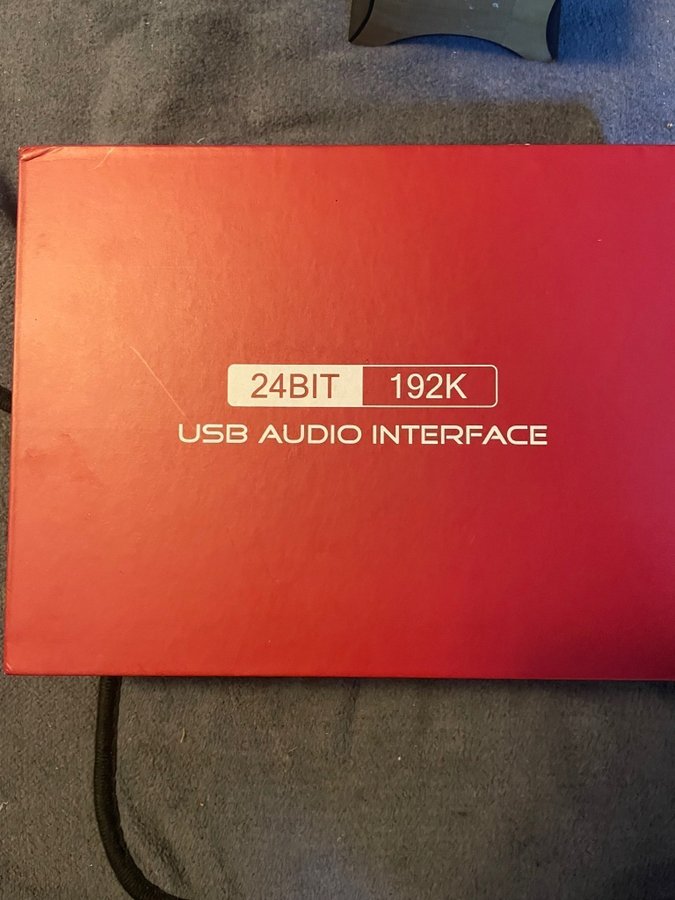 24BIT 192K
USB AUDIO INTERFACE